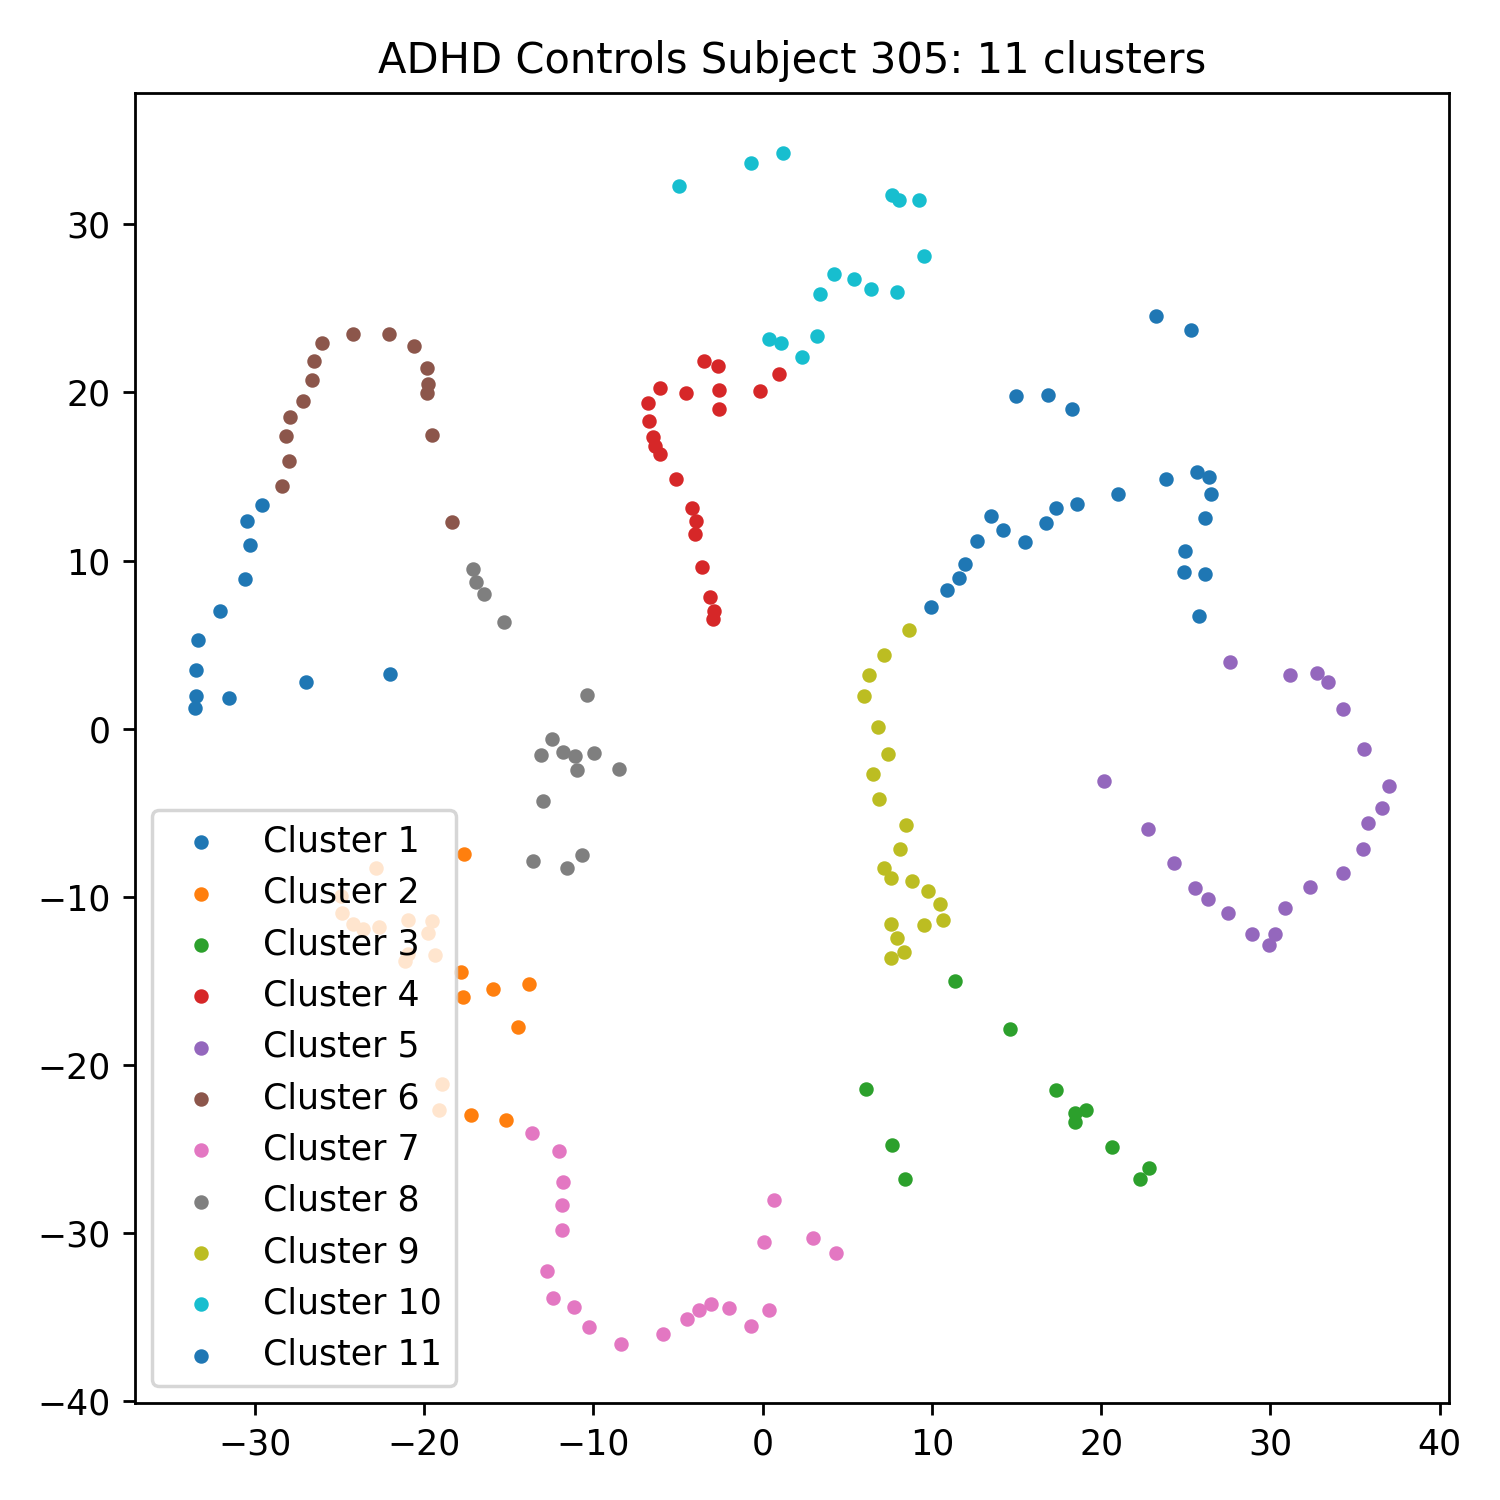 ADHD Controls Subject 305: 11 clusters
30
20
10
0
−10
−20
−30
−40
Cluster 1
Cluster 2
Cluster 3
Cluster 4
Cluster 5
Cluster 6
Cluster 7
Cluster 8
Cluster 9
Cluster 10
Cluster 11
−30 −20 −10 0 10 20 30 40